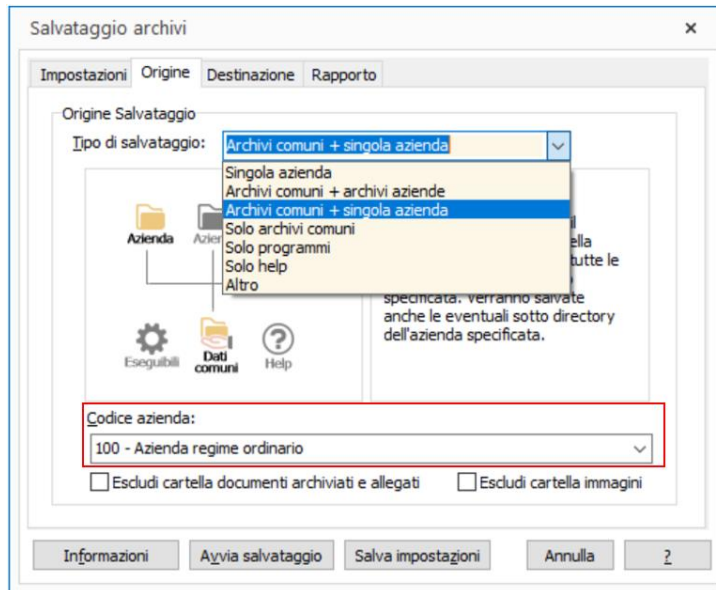 Salvataggio archivi
Impostazioni Origine Destinazione Rapporto
Origine Salvataggio
Tipo di salvataggio: Archivi comuni + singola azienda
Singola azienda
Archivi comuni + archivi aziende
Archivi comuni + singola azienda
Solo archivi comuni
Solo programmi
Solo help
Altro
Azienda
tutte le
specificata. Verranno salvate
anche le eventuali sotto directory
dell'azienda specificata.
Eseguibili
Dati
comuni
Help
Codice azienda:
100 - Azienda regime ordinario
Escludi cartella documenti archiviati e allegati Escludi cartella immagini
Informazioni Avvia salvataggio Salva impostazioni Annulla ?